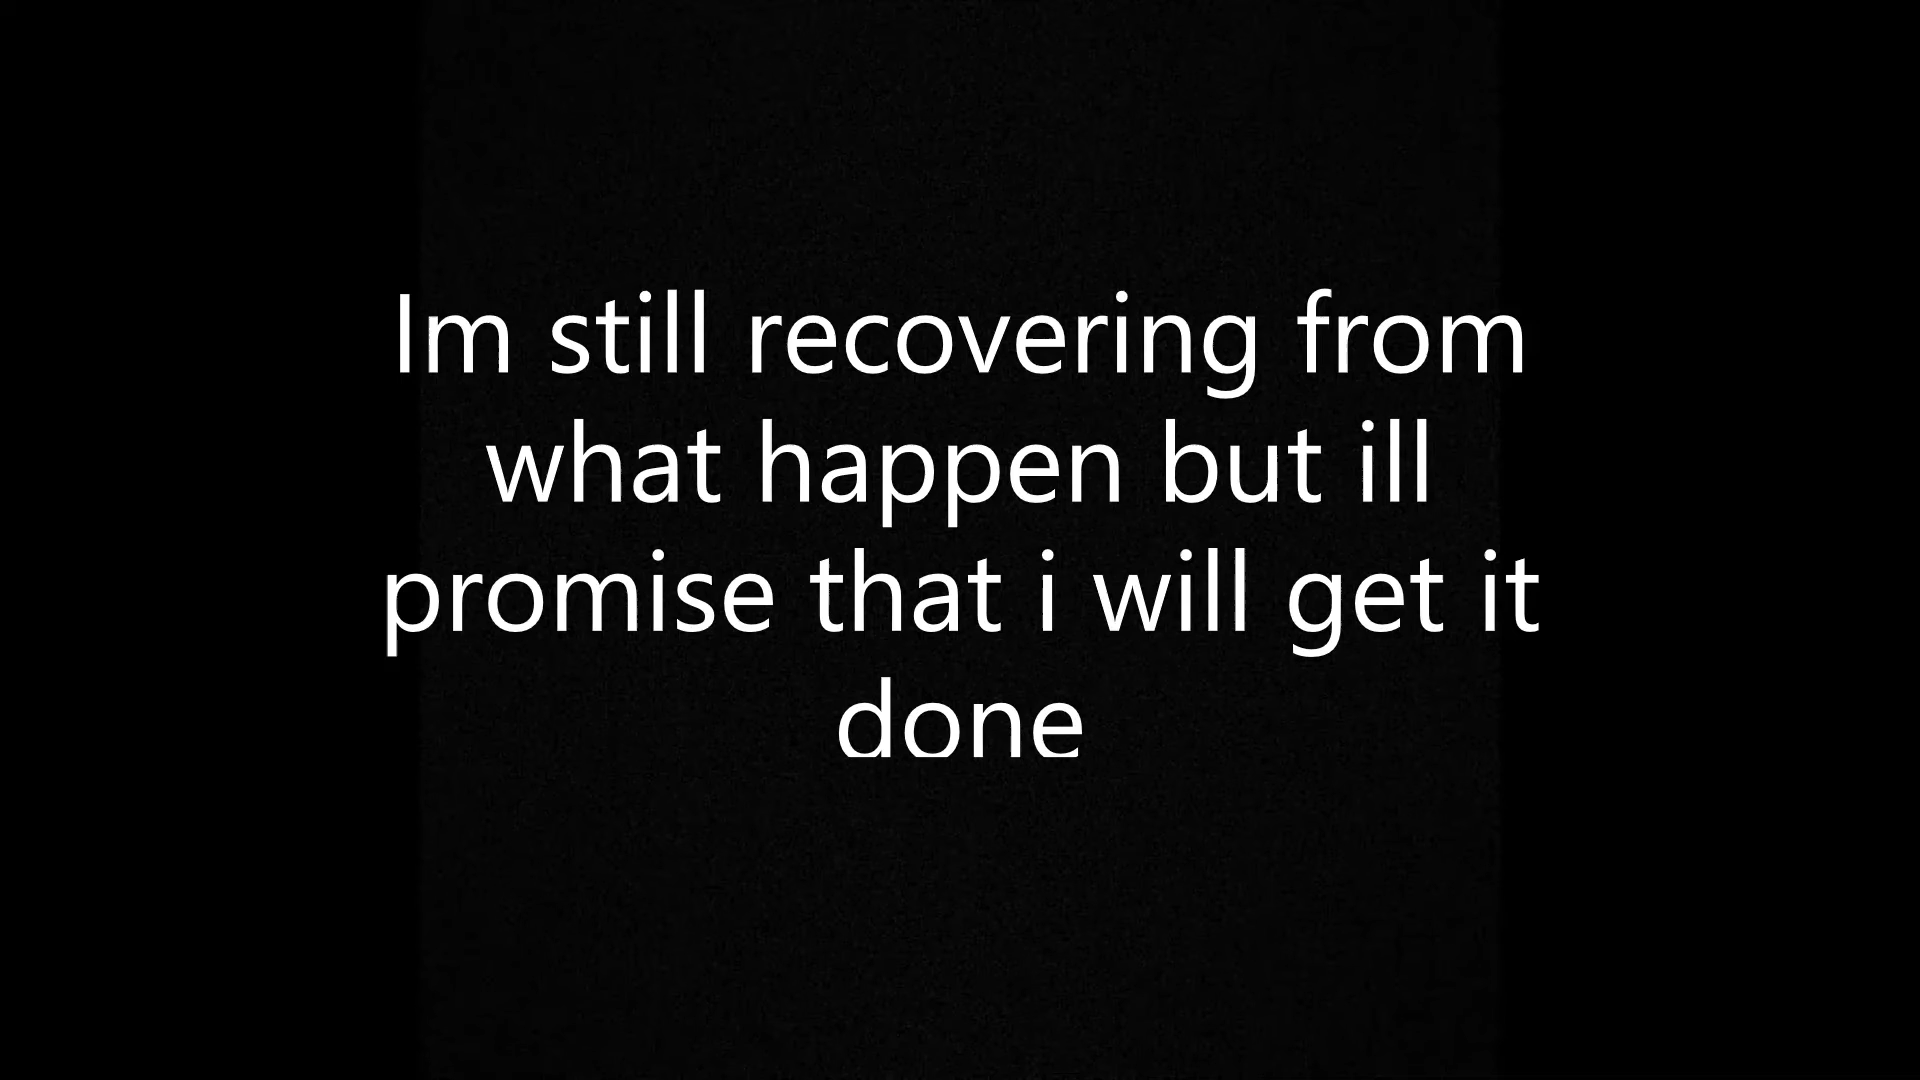 Im still recovering from
what happen but ill
promise that i will get it
done